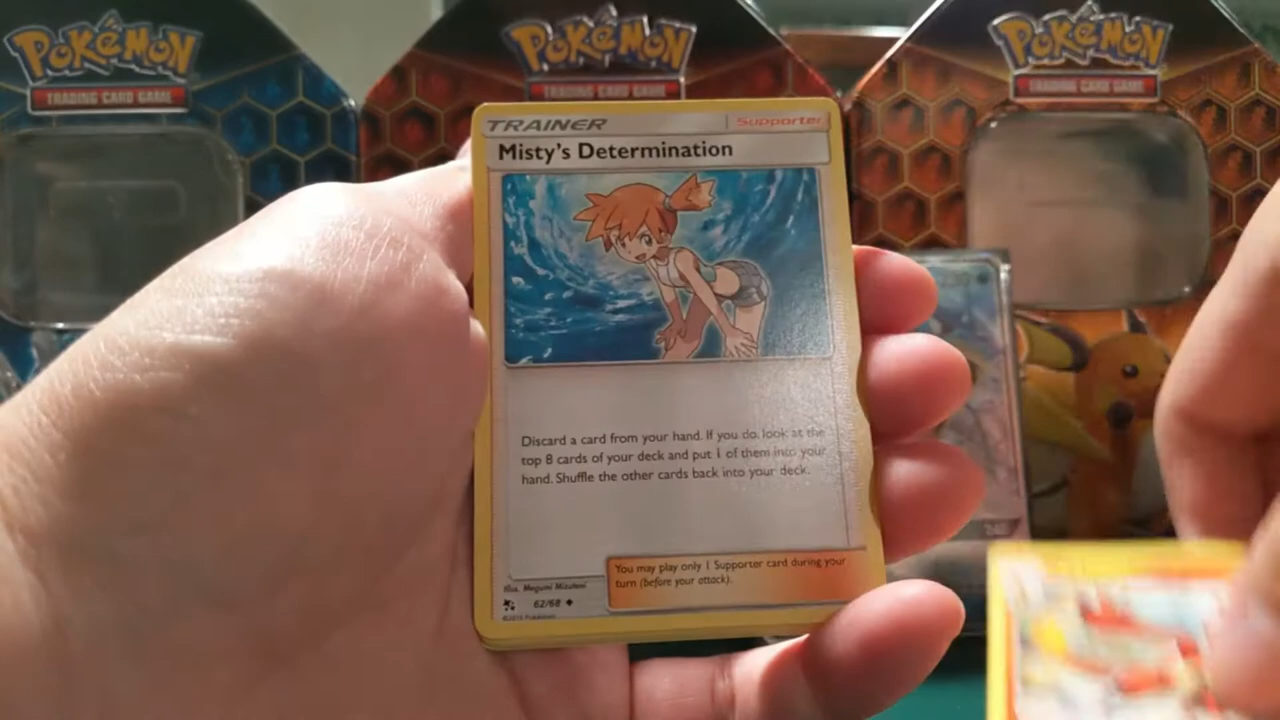 POKéMON
TRADING CARD GAME
POKéMON
TRADING CARD GAME
POKéMON
TRADING CARD GAME
TRAINER
Supporter
Misty's Determination
Discard a card from your hand. If you do, look at the
top 8 cards of your deck and put 1 of them into your
hand. Shuffle the other cards back into your deck.
You may play only 1 Supporter card during your
turn (before your attack).
Illus. Megumi Mizutani
62/68
©2019 Pokémon